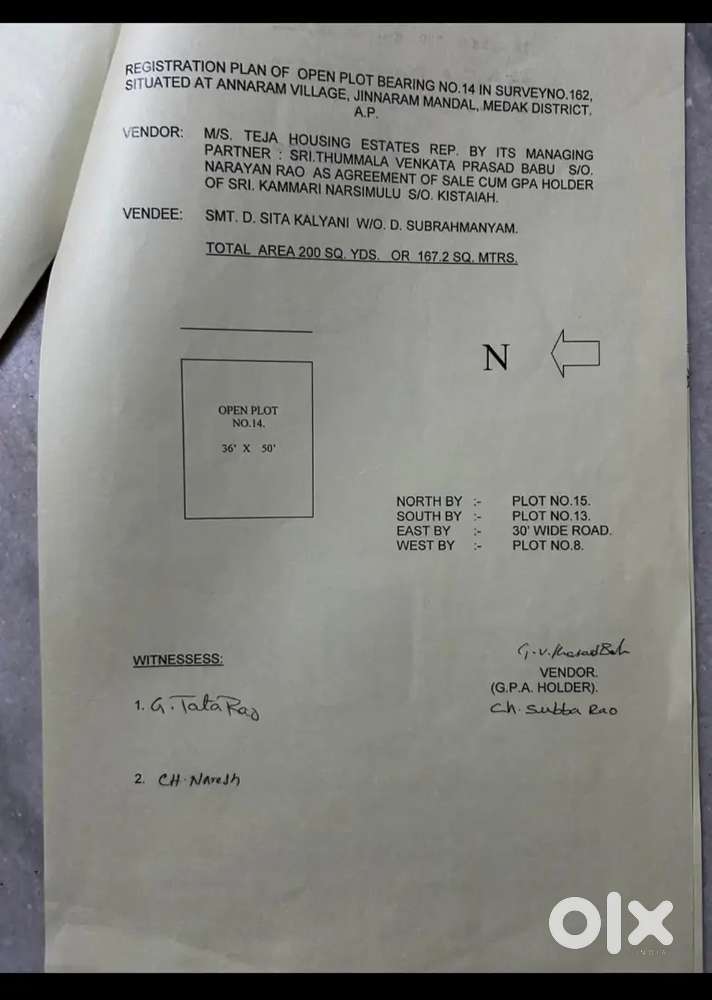 REGISTRATION PLAN OF OPEN PLOT BEARING NO.14 IN SURVEYNO.162,
SITUATED AT ANNARAM VILLAGE, JINNARAM MANDAL, MEDAK DISTRICT.
A.P.
VENDOR: M/S. TEJA HOUSING ESTATES REP. BY ITS MANAGING
PARTNER : SRI.THUMMALA VENKATA PRASAD BABU S/O.
NARAYAN RAO AS AGREEMENT OF SALE CUM GPA HOLDER
OF SRI. KAMMARI NARSIMULU S/O. KISTAIAH.
VENDEE: SMT. D. SITA KALYANI W/O. D. SUBRAHMANYAM.
TOTAL AREA 200 SQ. YDS. OR 167.2 SQ. MTRS.
N
OPEN PLOT
NO.14.
36' X 50'
NORTH BY :- PLOT NO.15.
SOUTH BY :- PLOT NO.13.
EAST BY :- 30' WIDE ROAD.
WEST BY :- PLOT NO.8.
WITNESSESS:
VENDOR.
(G.P.A. HOLDER).
1. G. Tata Rao
Ch. Subba Rao
2. CH. Naresh
olx
INDIA